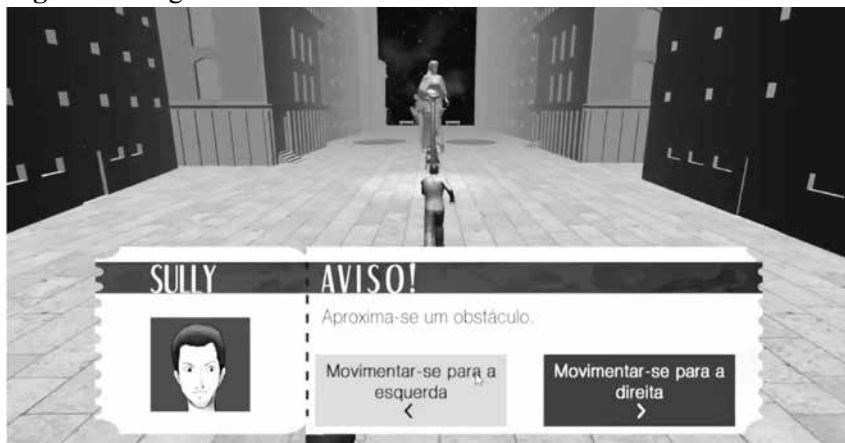 SULLY
AVISO!
Aproxima-se um obstáculo.
Movimentar-se para a
esquerda
<
Movimentar-se para a
direita
>